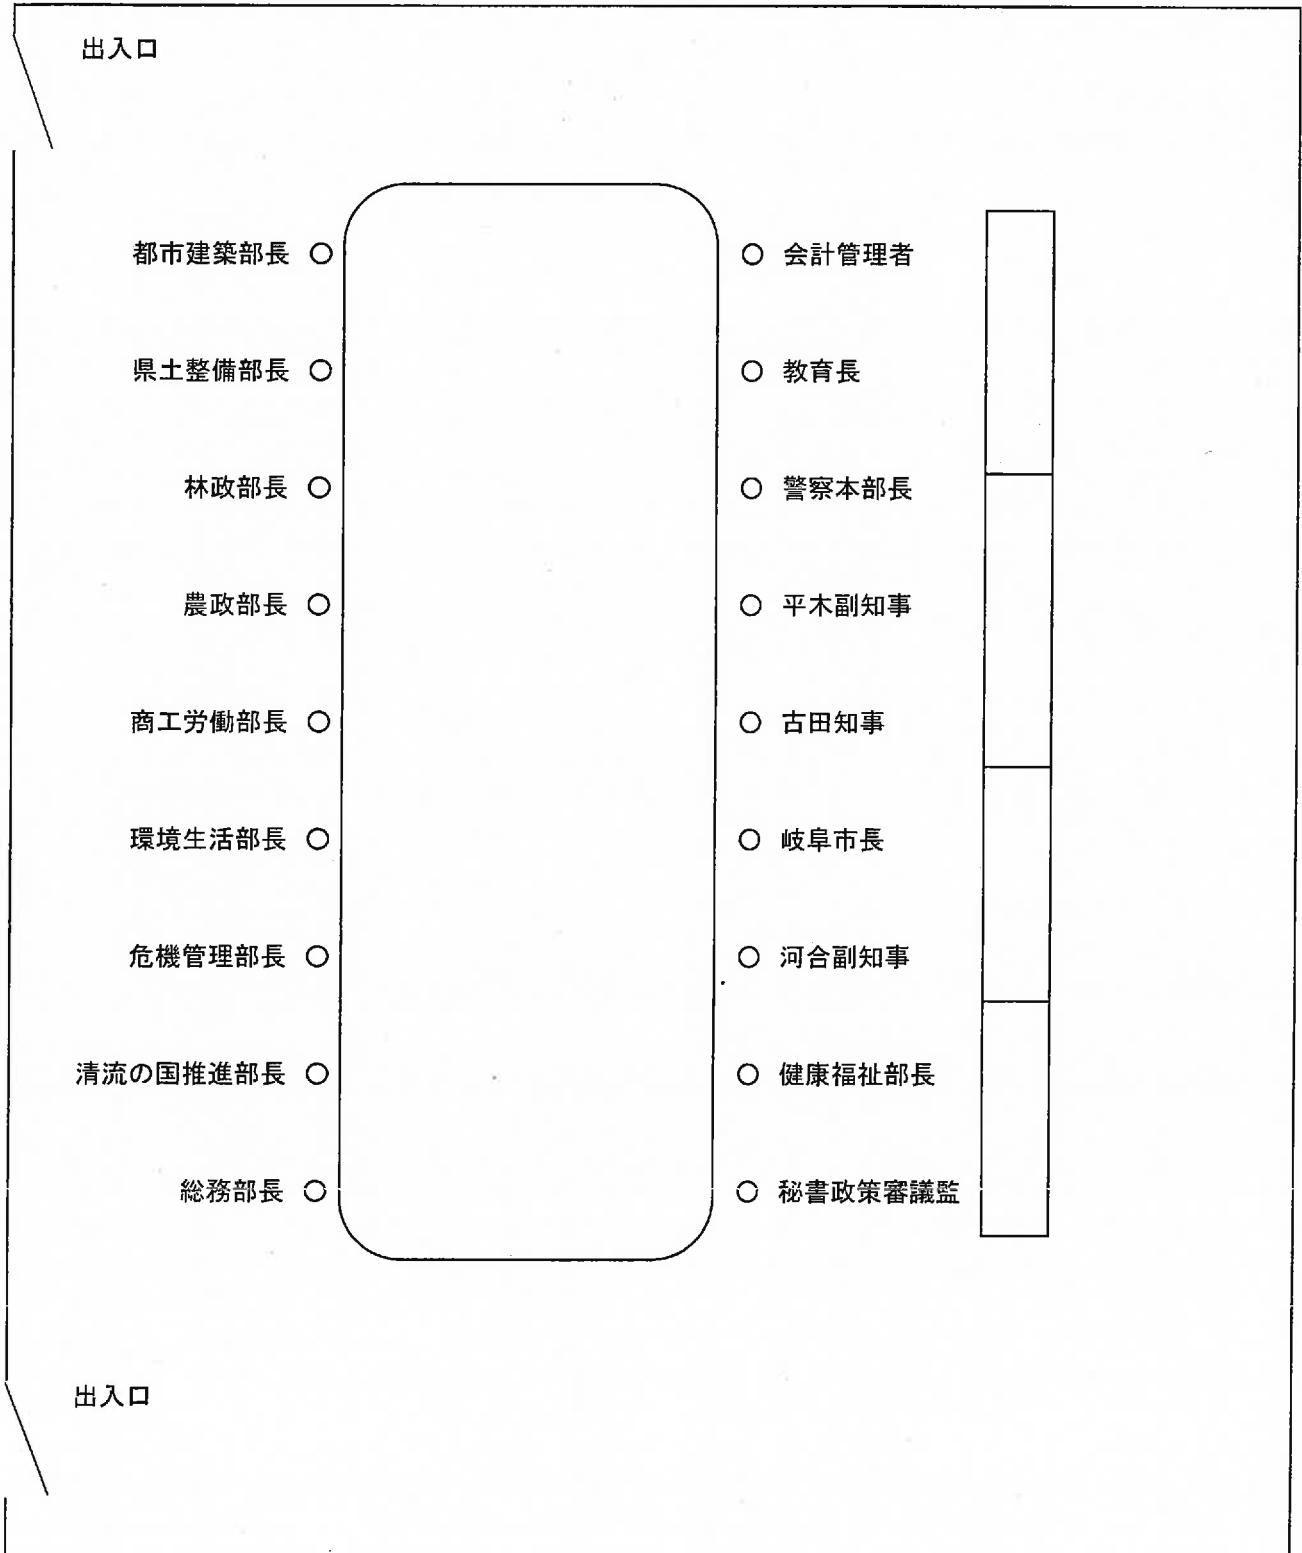 出入口
都市建築部長 ○ ○ 会計管理者
県土整備部長 ○ ○ 教育長
林政部長 ○ ○ 警察本部長
農政部長 ○ ○ 平木副知事
商工労働部長 ○ ○ 古田知事
環境生活部長 ○ ○ 岐阜市長
危機管理部長 ○ ○ 河合副知事
清流の国推進部長 ○ ○ 健康福祉部長
総務部長 ○ ○ 秘書政策審議監
出入口